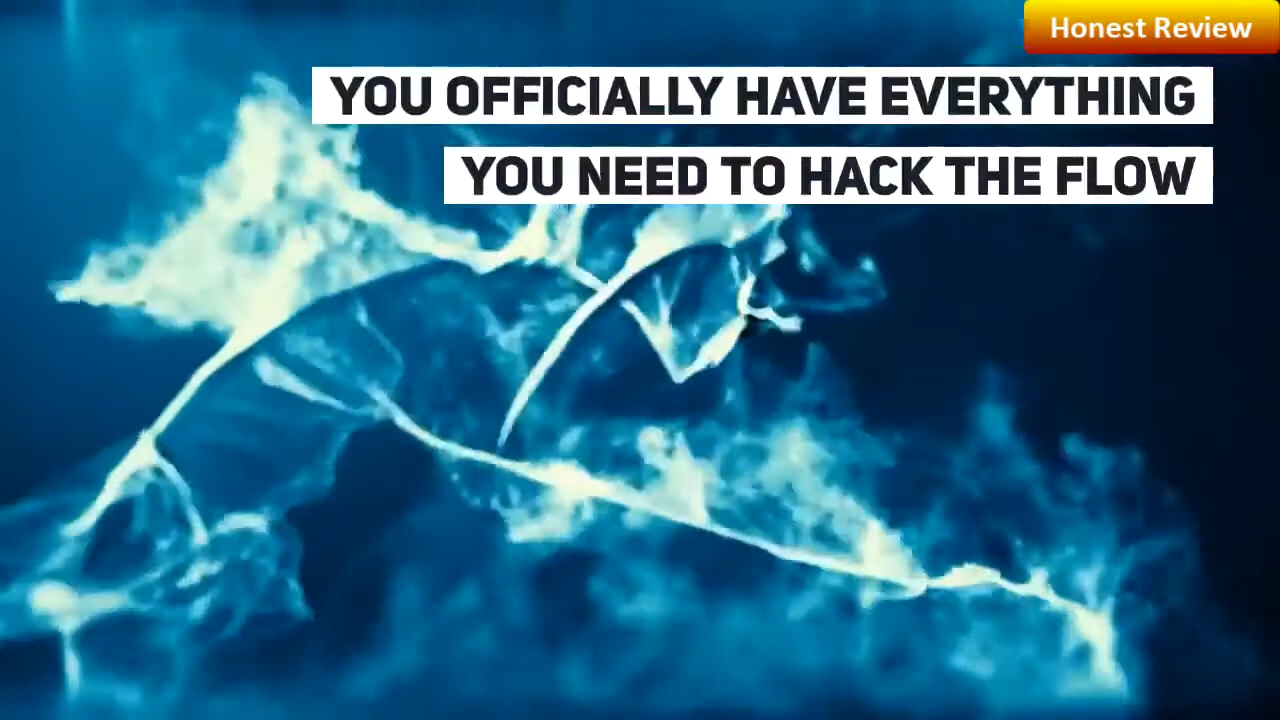 Honest Review
YOU OFFICIALLY HAVE EVERYTHING
YOU NEED TO HACK THE FLOW